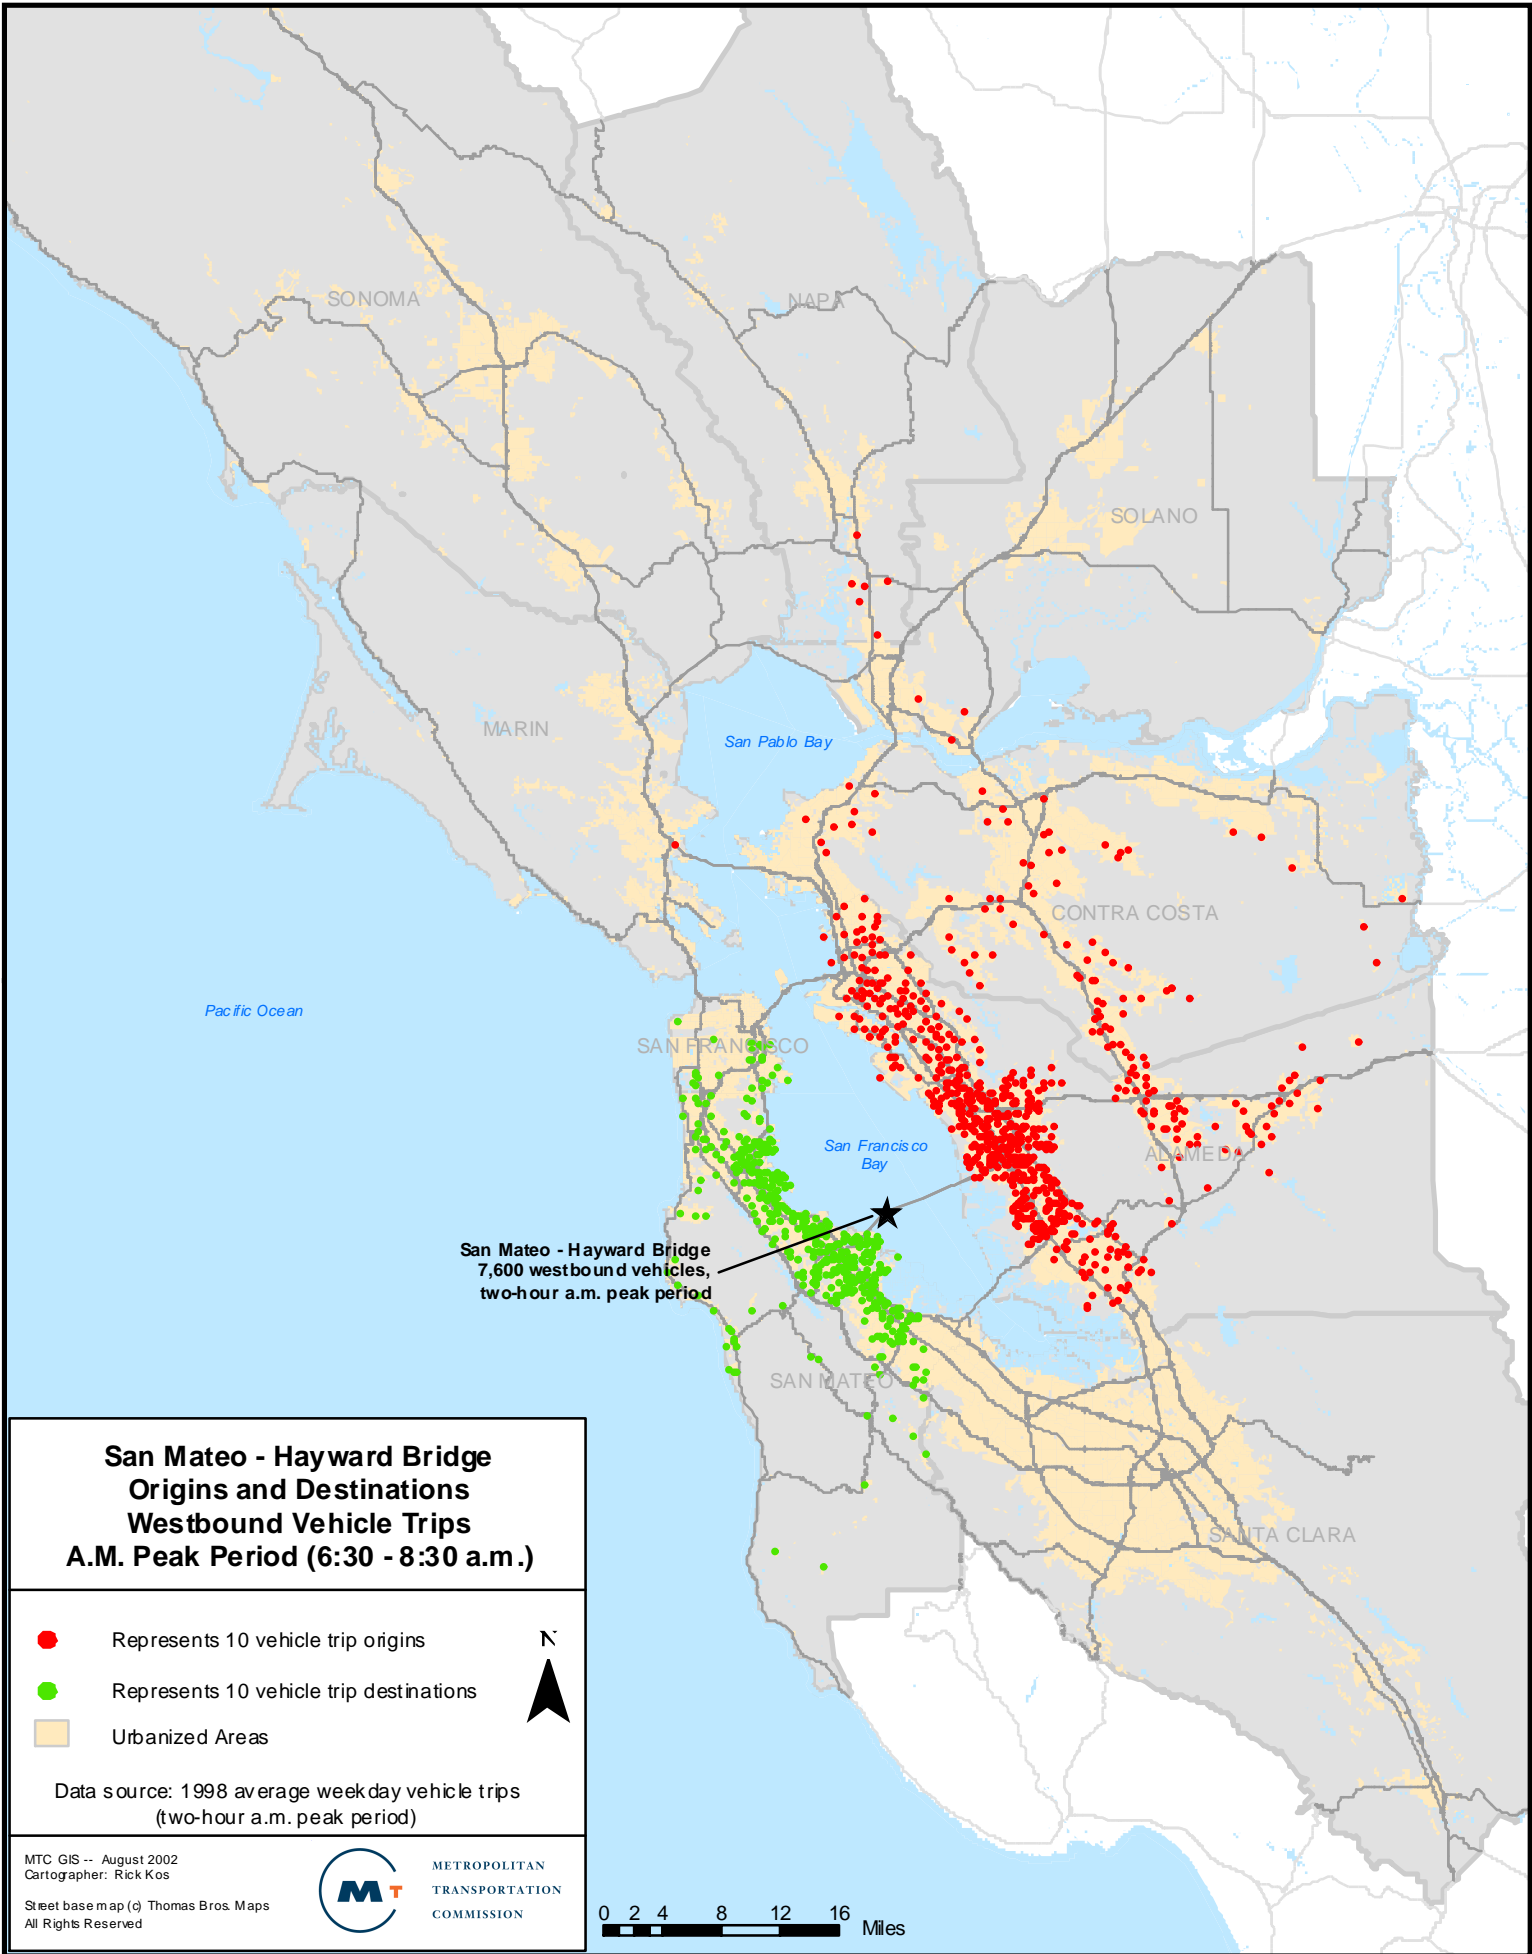 SONOMA
NAPA
SOLANO
MARIN
San Pablo Bay
CONTRA COSTA
Pacific Ocean
SAN FRANCISCO
San Francisco
Bay
ALAMEDA
San Mateo - Hayward Bridge
7,600 westbound vehicles,
two-hour a.m. peak period
SAN MATEO
SANTA CLARA
San Mateo - Hayward Bridge
Origins and Destinations
Westbound Vehicle Trips
A.M. Peak Period (6:30 - 8:30 a.m.)
Represents 10 vehicle trip origins
N
Represents 10 vehicle trip destinations
Urbanized Areas
Data source: 1998 average weekday vehicle trips
(two-hour a.m. peak period)
MTC GIS -- August 2002
Cartographer: Rick Kos
Street base map (c) Thomas Bros. Maps
All Rights Reserved
M T
METROPOLITAN
TRANSPORTATION
COMMISSION
0 2 4 8 12 16
Miles